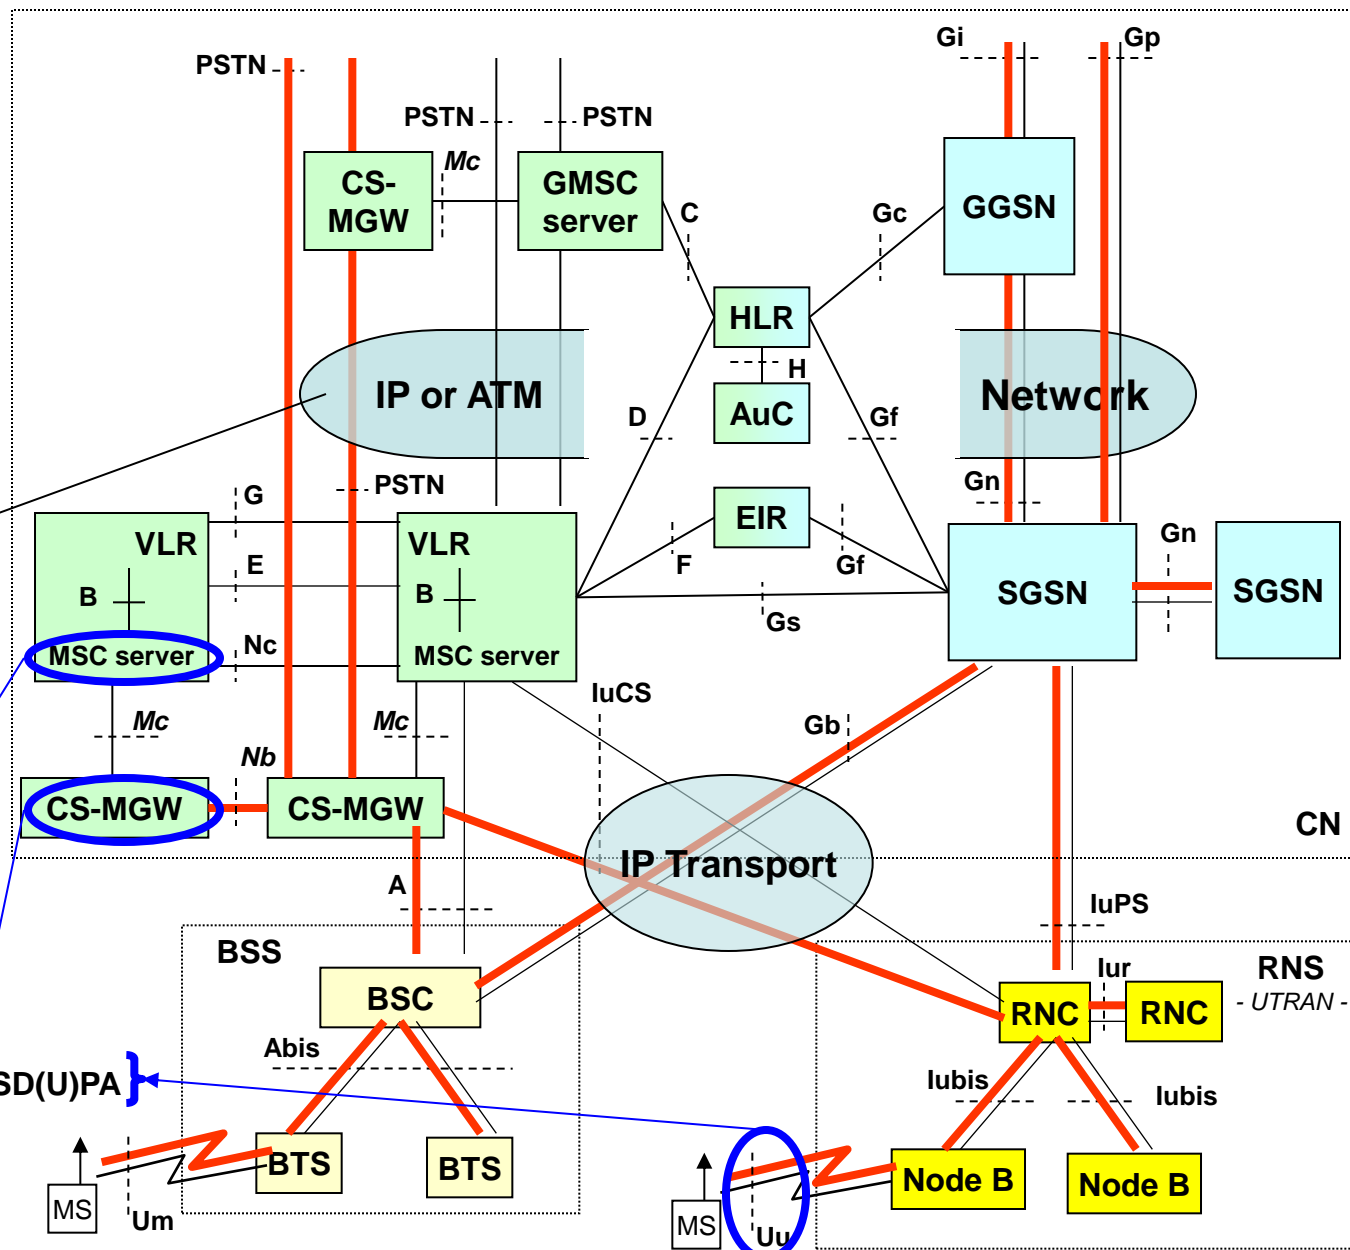 Gi
Gp
PSTN
PSTN
PSTN
CS-
MGW
Mc
GMSC
server
C
Gc
GGSN
HLR
H
IP or ATM
Network
D
AuC
Gf
G
PSTN
Gn
VLR
VLR
EIR
E
F
Gf
Gn
B
B
SGSN
SGSN
Gs
MSC server
Nc
MSC server
IuCS
Mc
Mc
Gb
Nb
CS-MGW
CS-MGW
CN
IP Transport
A
IuPS
BSS
Iur
RNS
- UTRAN -
BSC
RNC
RNC
Abis
SD(U)PA
Iubis
Iubis
BTS
BTS
Node B
Node B
MS
Um
MS
Uu